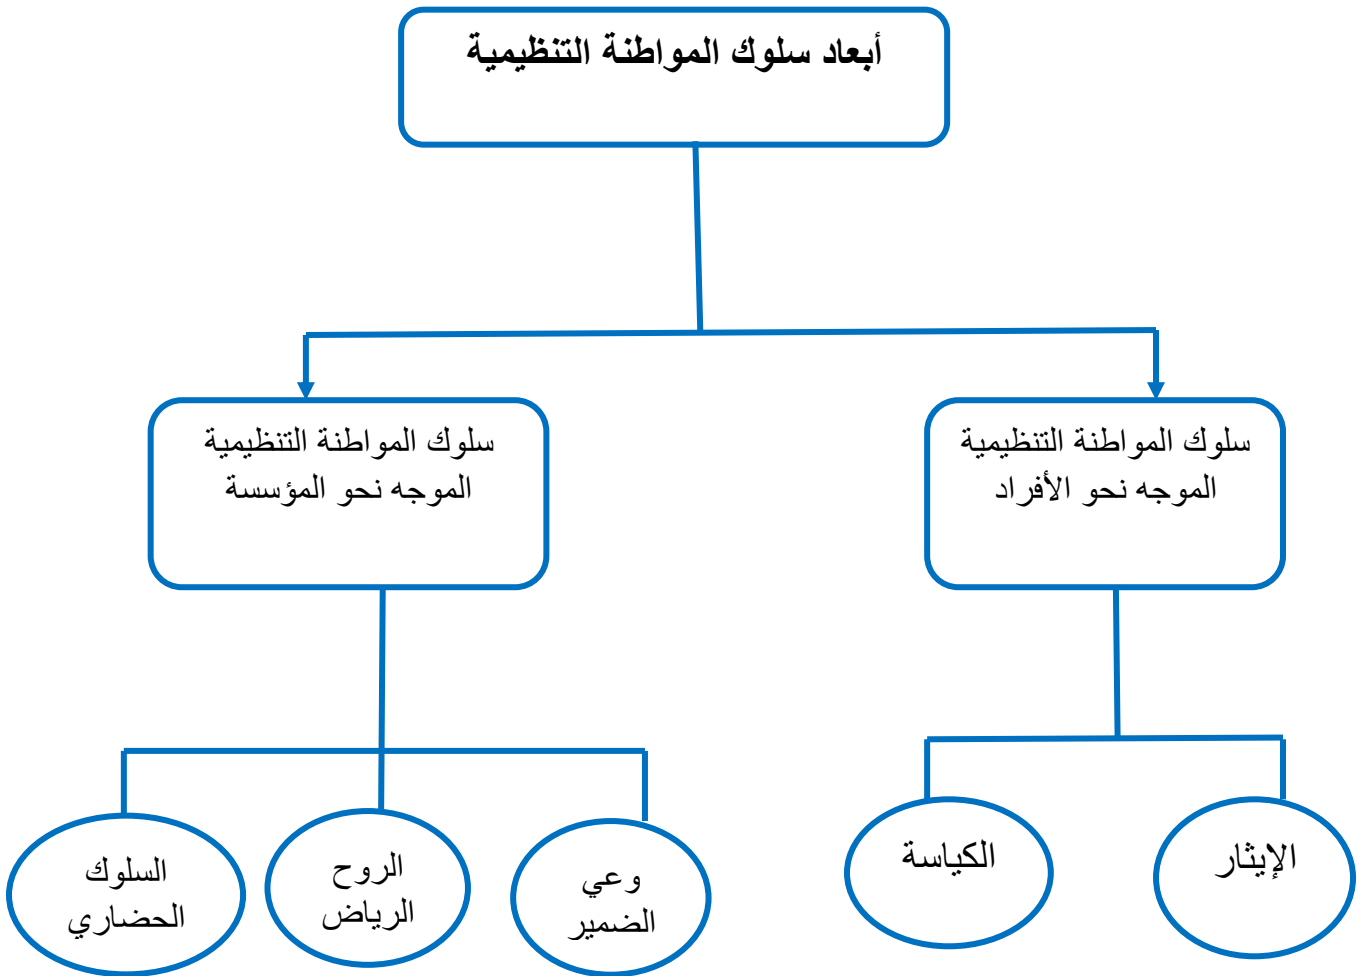 أبعاد سلوك المواطنة التنظيمية
سلوك المواطنة التنظيمية
الموجه نحو الأفراد
سلوك المواطنة التنظيمية
الموجه نحو المؤسسة
الإيثار
الكياسة
وعي
الضمير
الروح
الرياض
السلوك
الحضاري